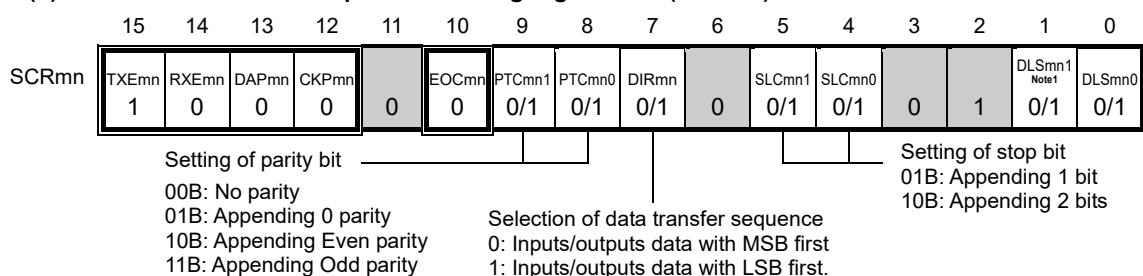 15 14 13 12 11 10 9 8 7 6 5 4 3 2 1 0
SCRmn
TXEmn RXEmn DAPmn CKPmn EOCmn PTCmn1 PTCmn0 DIRmn SLCmn1 SLCmn0 DLSmn1 Note1 DLSmn0
1 0 0 0 0 0 0/1 0/1 0/1 0 0/1 0/1 0 1 0/1 0/1
Setting of parity bit
00B: No parity
01B: Appending 0 parity
10B: Appending Even parity
11B: Appending Odd parity
Selection of data transfer sequence
0: Inputs/outputs data with MSB first
1: Inputs/outputs data with LSB first.
Setting of stop bit
01B: Appending 1 bit
10B: Appending 2 bits